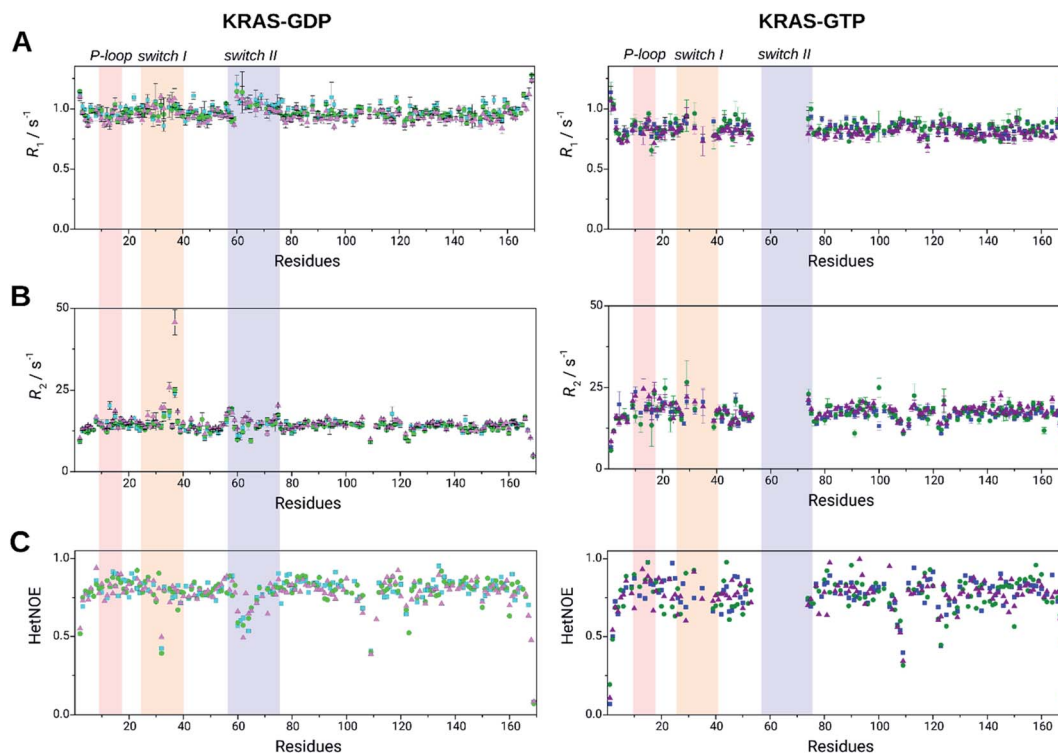 KRAS-GDP
KRAS-GTP
A
P-loop switch I switch II
P-loop switch I switch II
R1 / s-1
1.0
0.5
0.0
20 40 60 80 100 120 140 160
Residues
R1 / s-1
1.0
0.5
0.0
20 40 60 80 100 120 140 160
Residues
B
R2 / s-1
50
25
0
20 40 60 80 100 120 140 160
Residues
R2 / s-1
50
25
0
20 40 60 80 100 120 140 160
Residues
C
HetNOE
1.0
0.5
0.0
20 40 60 80 100 120 140 160
Residues
HetNOE
1.0
0.5
0.0
20 40 60 80 100 120 140 160
Residues